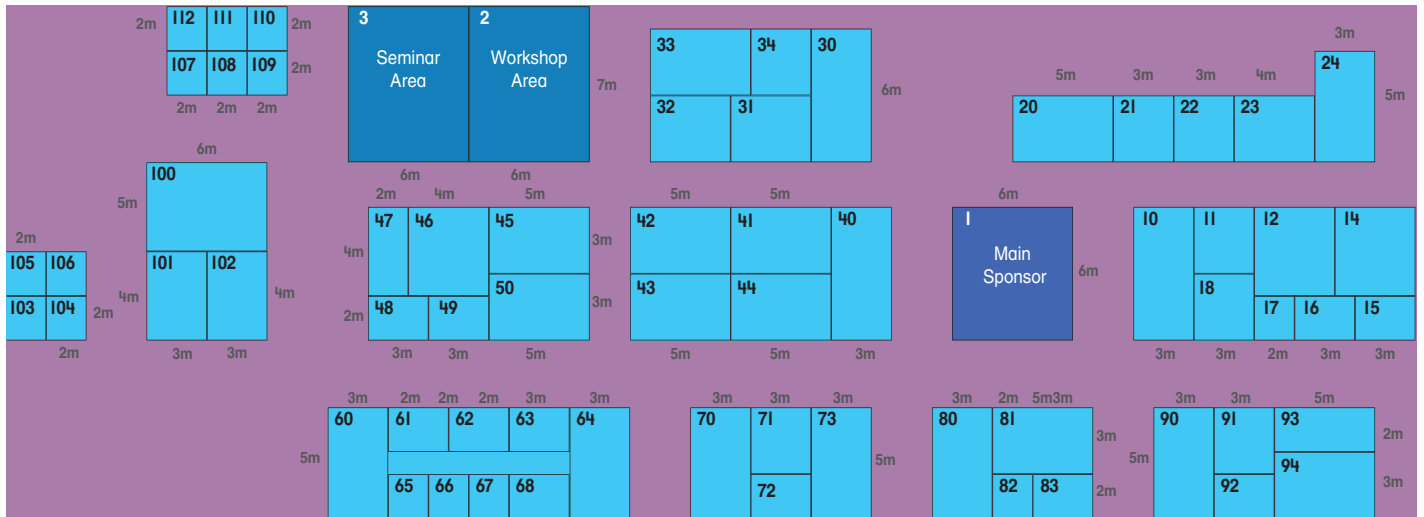 112 111 110
2m 2m
107 108 109
2m
2m 2m 2m
3 2
Seminar Area
Workshop Area
7m
6m 6m
33 34 30
32 31
6m
3m
24
5m 3m 3m 4m
20 21 22 23
5m
6m
100
5m
101 102
4m 4m
3m 3m
2m
105 106
103 104
2m
2m
2m 4m 5m
47 46 45
4m 3m
50
48 49
2m 3m
3m 3m 5m
5m 5m
42 41 40
43 44
5m 5m 3m
6m
1
Main
Sponsor
6m
10 11 12 14
18
17 16 15
3m 3m 2m 3m 3m
3m 2m 2m 2m 3m 3m
60 61 62 63 64
5m
65 66 67 68
3m 3m 3m
70 71 73
5m
72
3m 2m 5m3m
80 81
3m
82 83
2m
3m 3m 5m
90 91 93
5m 2m
94
92
3m